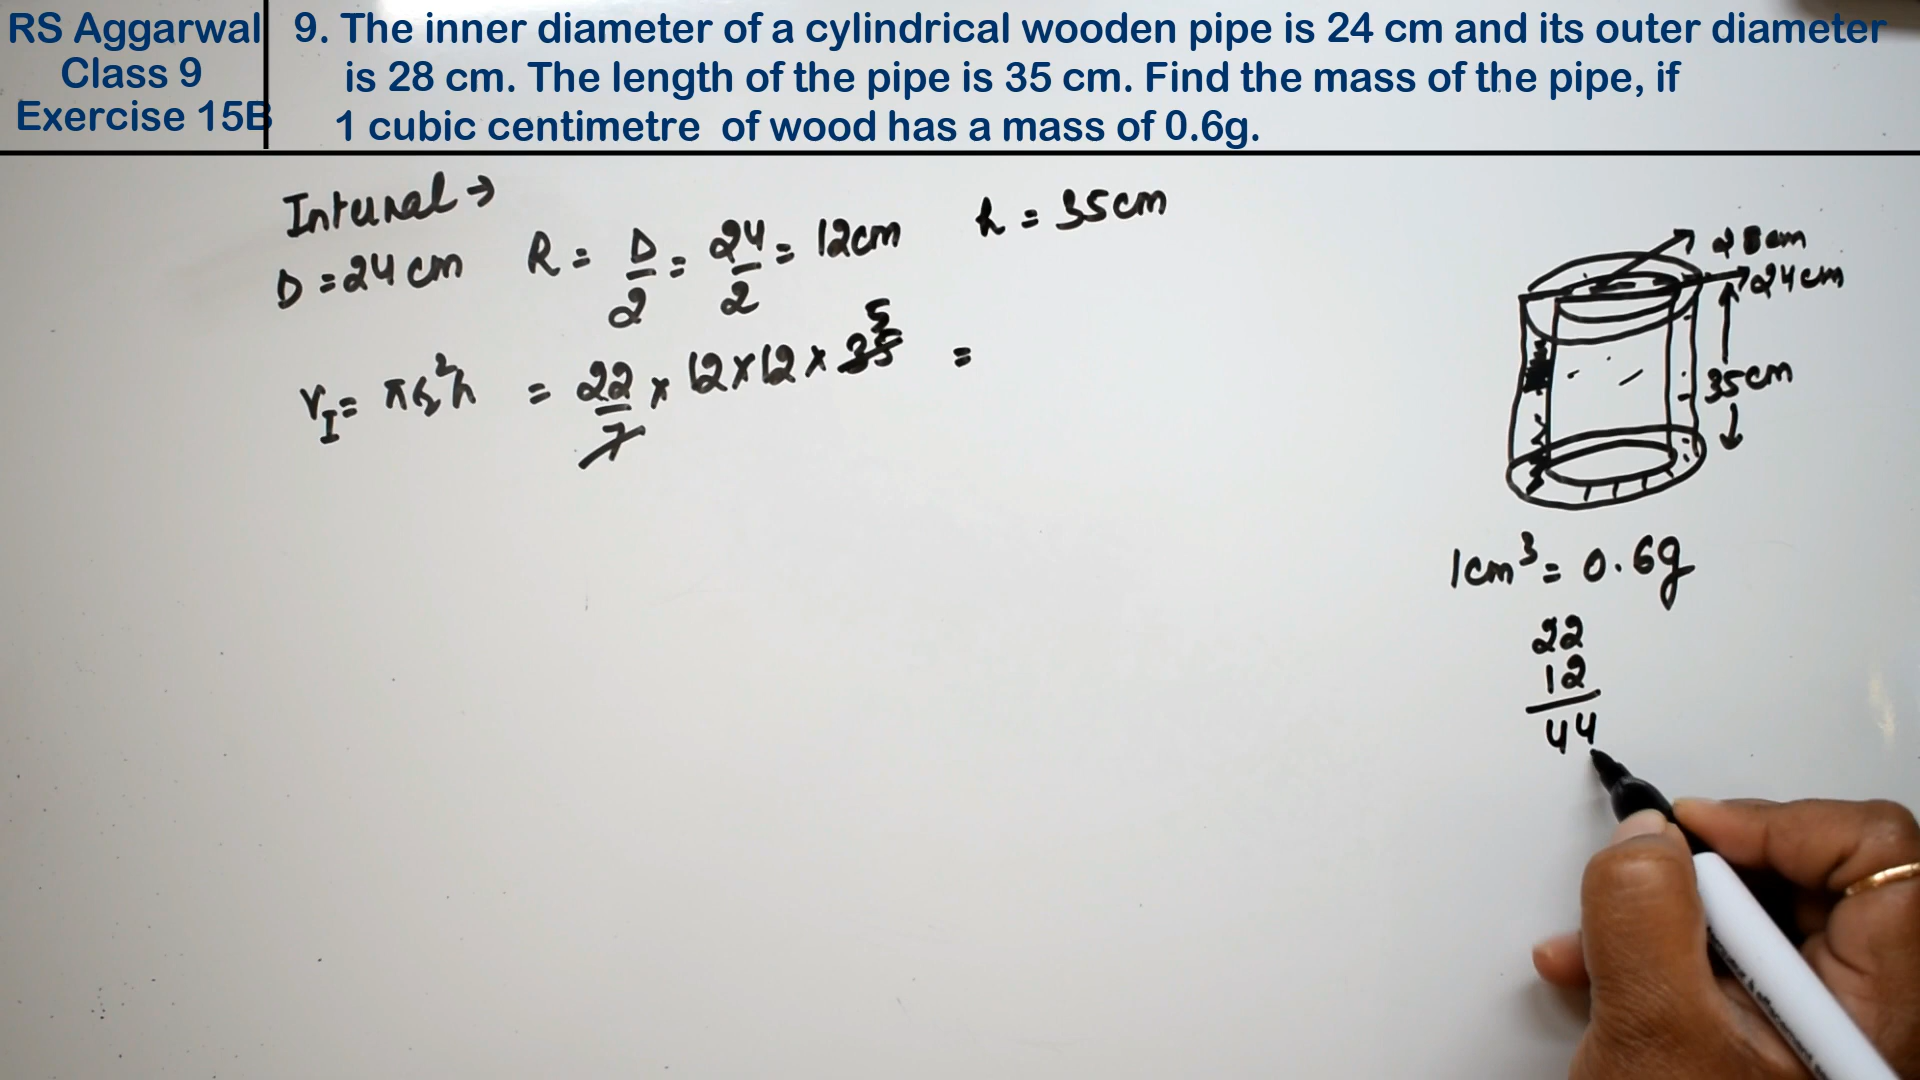 RS Aggarwal
Class 9
Exercise 15B
9. The inner diameter of a cylindrical wooden pipe is 24 cm and its outer diameter
is 28 cm. The length of the pipe is 35 cm. Find the mass of the pipe, if
1 cubic centimetre of wood has a mass of 0.6g.
Internal →
D = 24 cm R = D/2 = 24/2 = 12cm h = 35cm
V_I = πr²h = 22/7 × 12 × 12 × 35 5 =
28cm
24cm
35cm
1cm³ = 0.6g
22
12
44